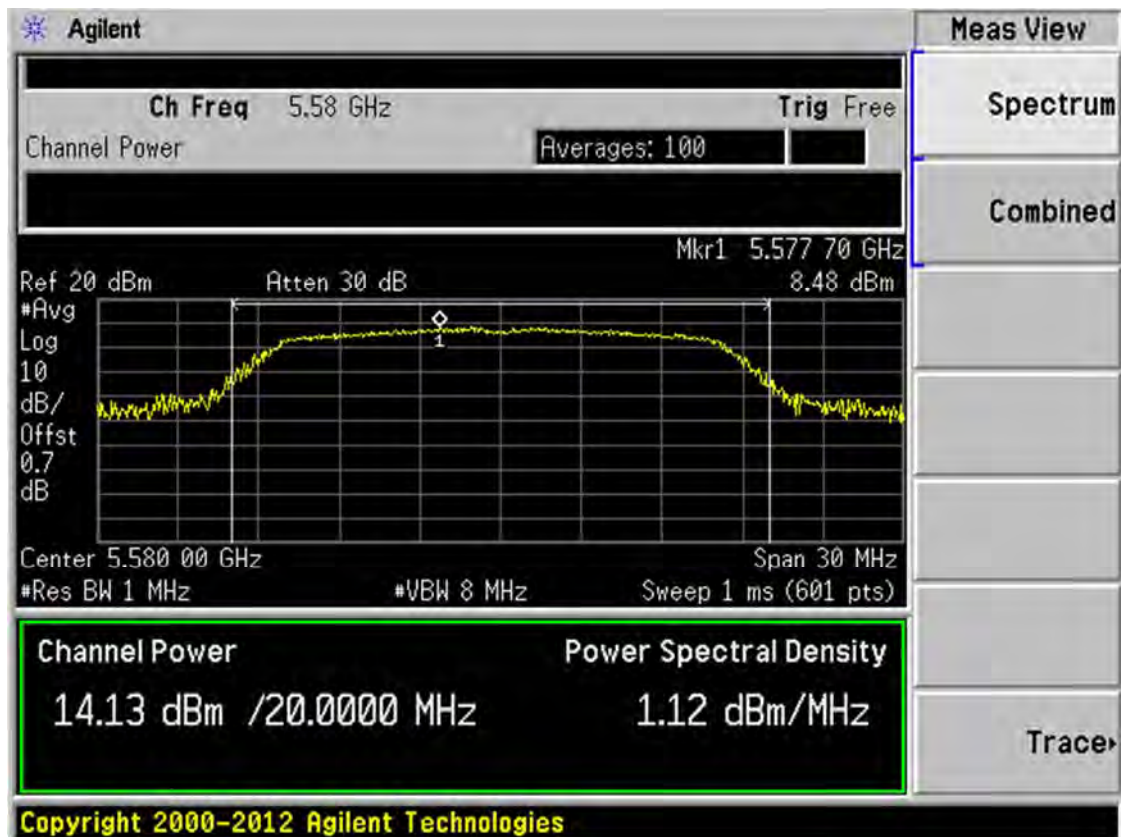 Agilent
Meas View
Ch Freq 5.58 GHz Trig Free
Channel Power Averages: 100
Spectrum
Combined
Mkr1 5.577 70 GHz
Ref 20 dBm Atten 30 dB 8.48 dBm
#Avg
Log
10
dB/
Offst
0.7
dB
1
Center 5.580 00 GHz Span 30 MHz
#Res BW 1 MHz #VBW 8 MHz Sweep 1 ms (601 pts)
Channel Power Power Spectral Density
14.13 dBm /20.0000 MHz 1.12 dBm/MHz
Trace
Copyright 2000-2012 Agilent Technologies